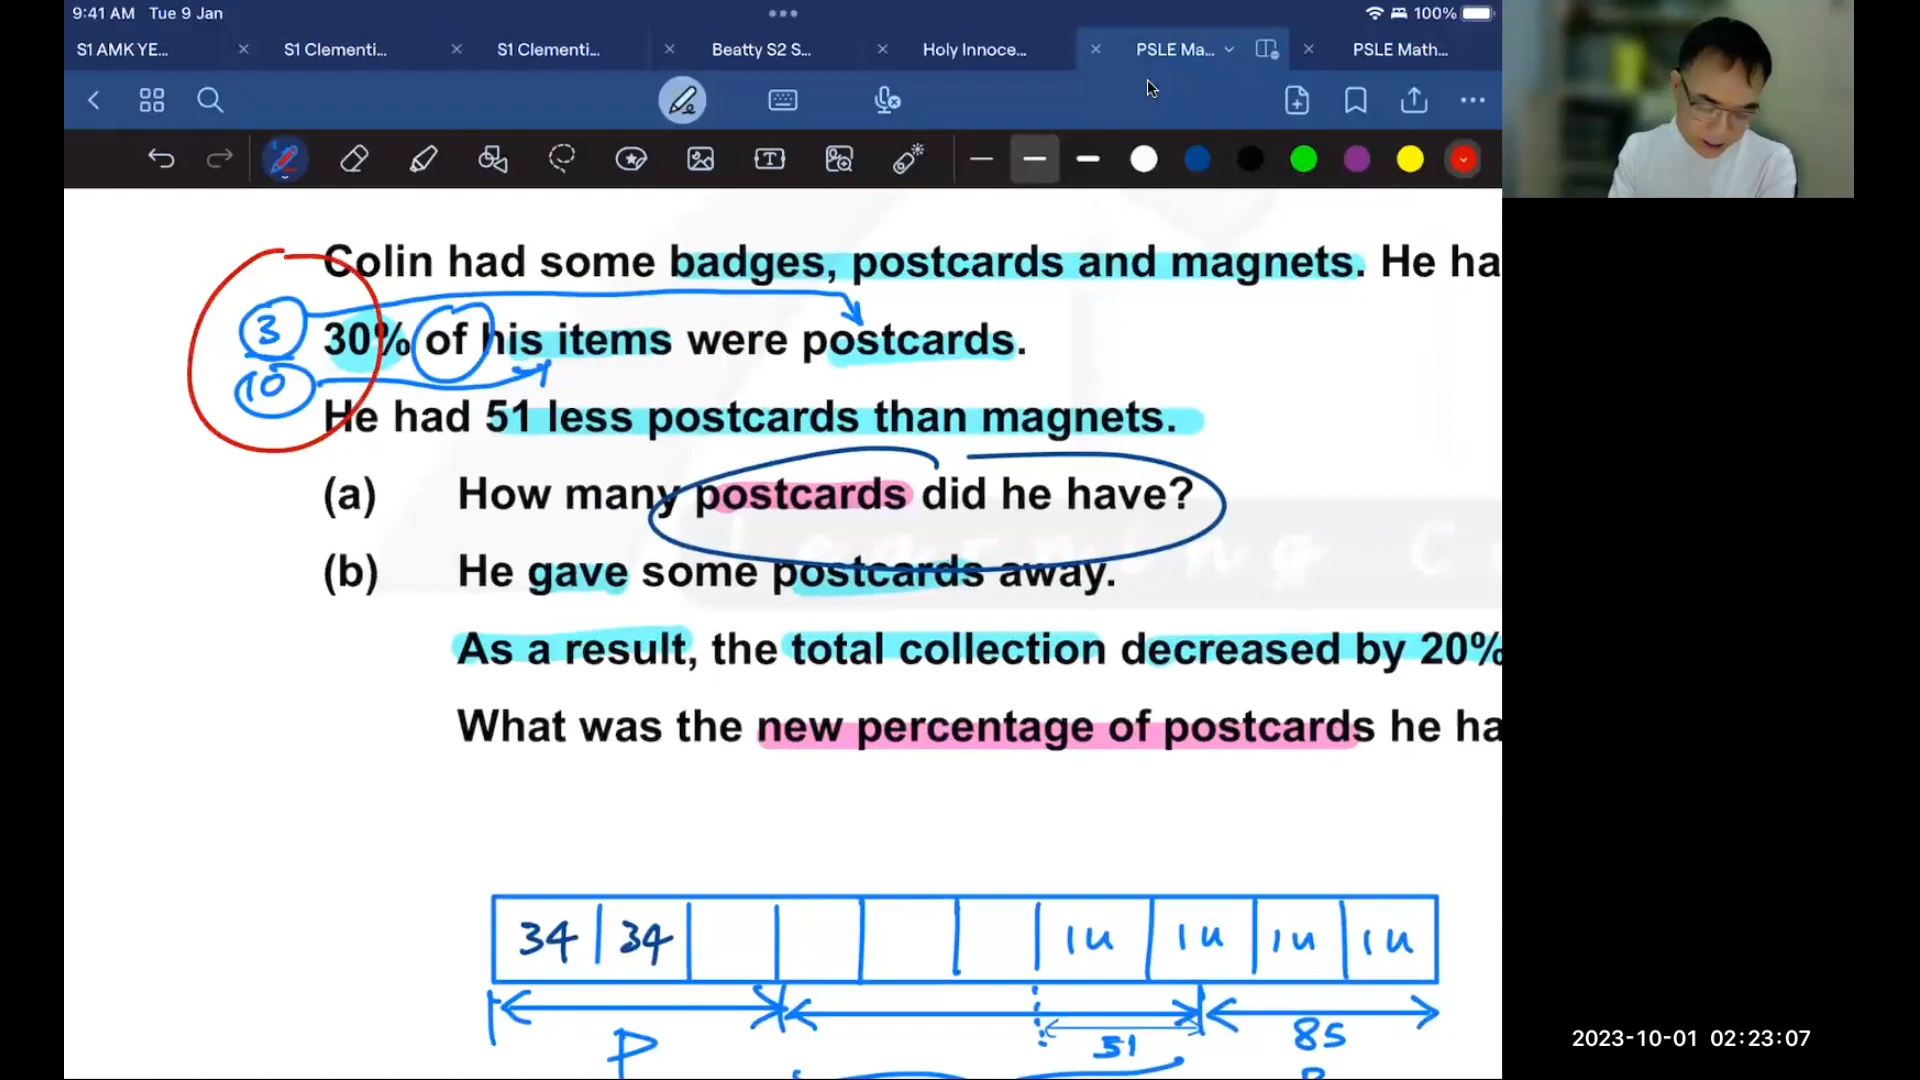 9:41 AM Tue 9 Jan
100%
S1 AMK YE...
S1 Clementi...
S1 Clementi...
Beatty S2 S...
Holy Innoce...
PSLE Ma...
PSLE Math...
Colin had some badges, postcards and magnets. He ha
3
10
30% of his items were postcards.
He had 51 less postcards than magnets.
(a) How many postcards did he have?
(b) He gave some postcards away.
As a result, the total collection decreased by 20%
What was the new percentage of postcards he ha
34 34 1u 1u 1u 1u
P 51 85
2023-10-01 02:23:07